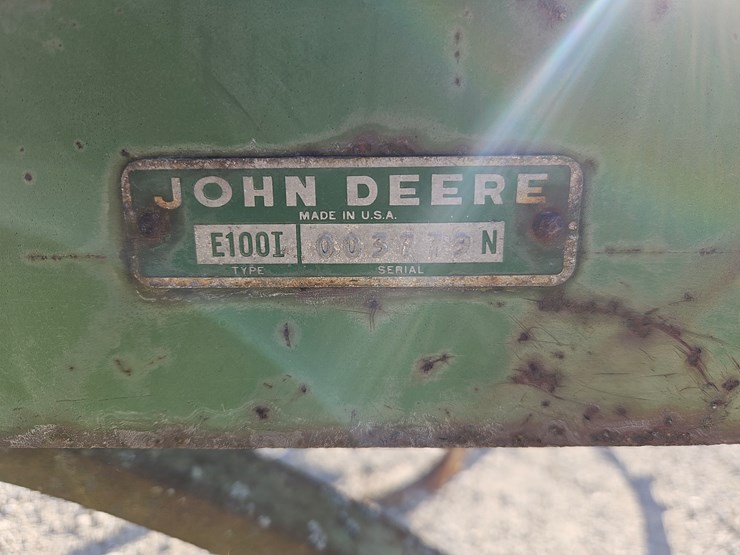 JOHN DEERE
MADE IN U.S.A.
E100I N
TYPE SERIAL